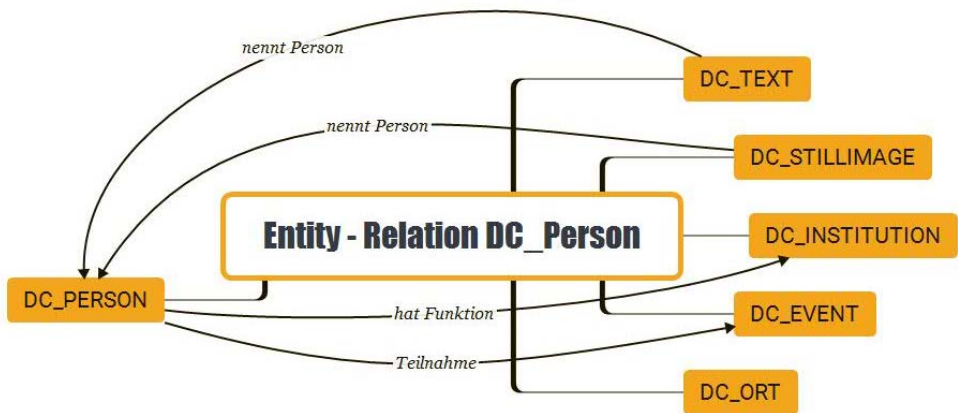 nennt Person
DC_TEXT
nennt Person
DC_STILLIMAGE
Entity - Relation DC_Person
DC_INSTITUTION
DC_PERSON
hat Funktion
DC_EVENT
Teilnahme
DC_ORT